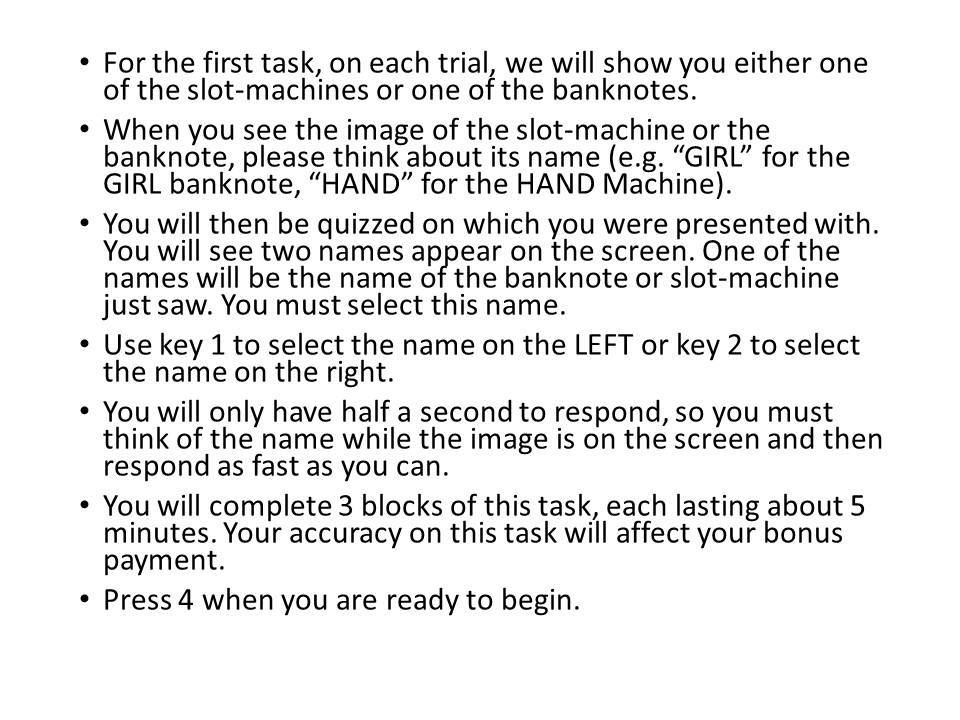 • For the first task, on each trial, we will show you either one
of the slot-machines or one of the banknotes.
• When you see the image of the slot-machine or the
banknote, please think about its name (e.g. “GIRL” for the
GIRL banknote, “HAND” for the HAND Machine).
• You will then be quizzed on which you were presented with.
You will see two names appear on the screen. One of the
names will be the name of the banknote or slot-machine
just saw. You must select this name.
• Use key 1 to select the name on the LEFT or key 2 to select
the name on the right.
• You will only have half a second to respond, so you must
think of the name while the image is on the screen and then
respond as fast as you can.
• You will complete 3 blocks of this task, each lasting about 5
minutes. Your accuracy on this task will affect your bonus
payment.
• Press 4 when you are ready to begin.